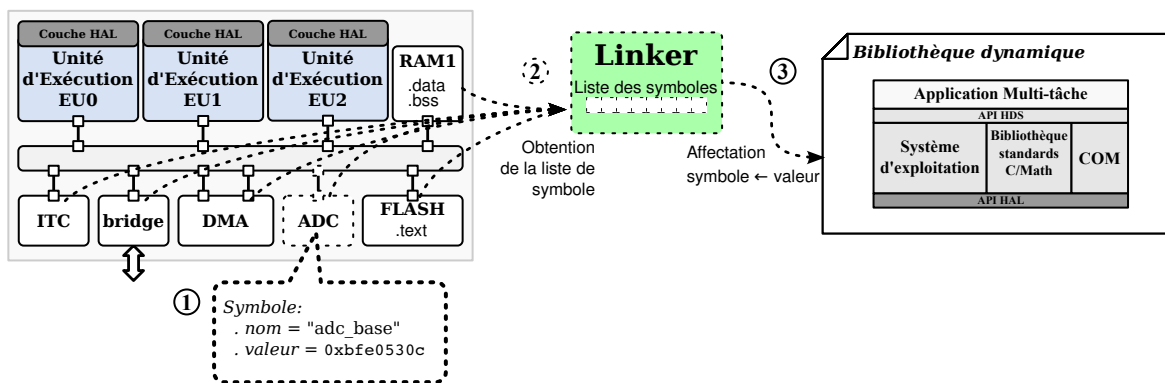 Couche HAL
Unité
d'Exécution
EU0
Couche HAL
Unité
d'Exécution
EU1
Couche HAL
Unité
d'Exécution
EU2
RAM1
.data
.bss
ITC
bridge
DMA
ADC
FLASH
.text
1
Symbole:
. nom = "adc_base"
. valeur = 0xbfe0530c
2
Obtention
de la liste de
symbole
Linker
Liste des symboles
3
Affectation
symbole ← valeur
Bibliothèque dynamique
Application Multi-tâche
API HDS
Système
d'exploitation
Bibliothèque
standards
C/Math
COM
API HAL